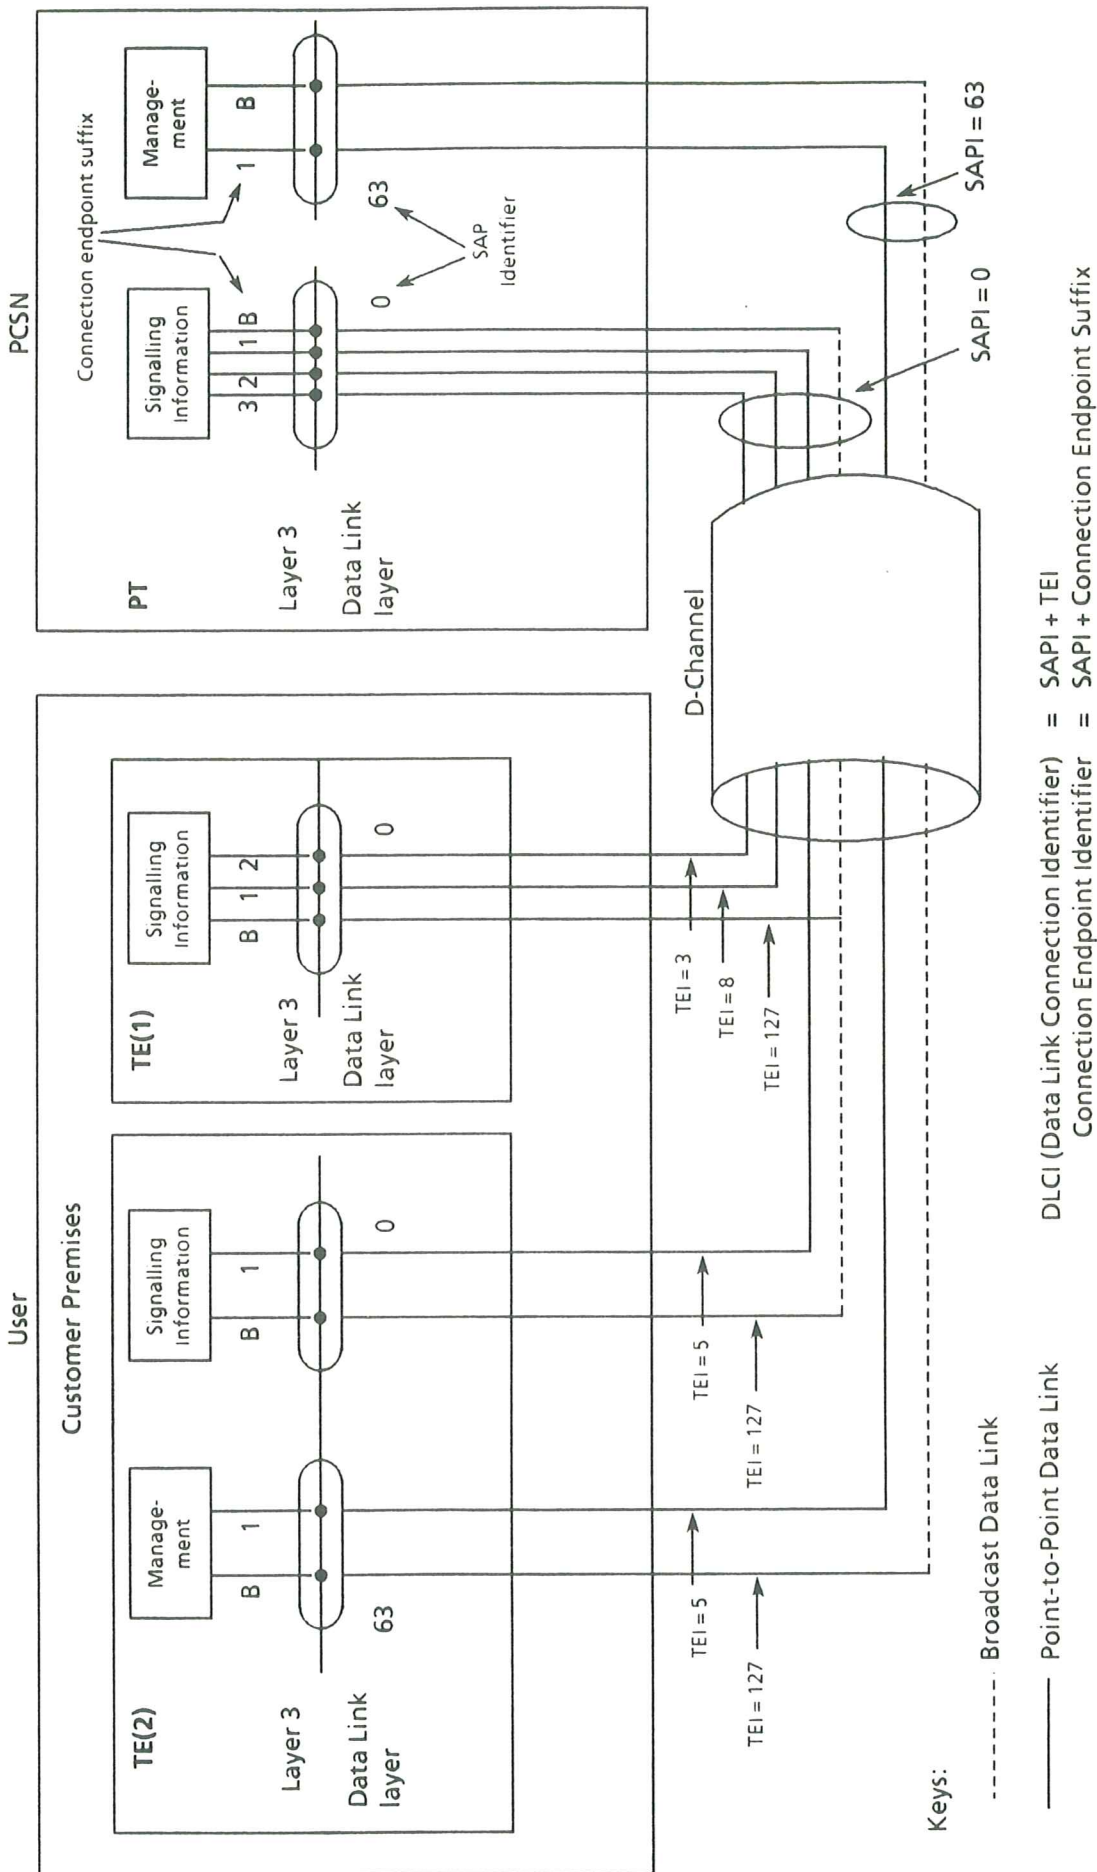 User
PCSN
Customer Premises
TE(2)
Manage-
ment
B
1
Layer 3
Data Link
layer
63
Signalling
Information
B
1
0
TE(1)
Signalling
Information
B
1
2
Layer 3
Data Link
layer
0
PT
Signalling
Information
3
2
1
B
Layer 3
Data Link
layer
0
Connection endpoint suffix
Manage-
ment
1
B
63
SAP
Identifier
TEI = 127
TEI = 5
TEI = 127
TEI = 5
TEI = 127
TEI = 8
TEI = 3
D-Channel
SAPI = 0
SAPI = 63
Keys:
Broadcast Data Link
Point-to-Point Data Link
DLCI (Data Link Connection Identifier) = SAPI + TEI
Connection Endpoint Identifier = SAPI + Connection Endpoint Suffix